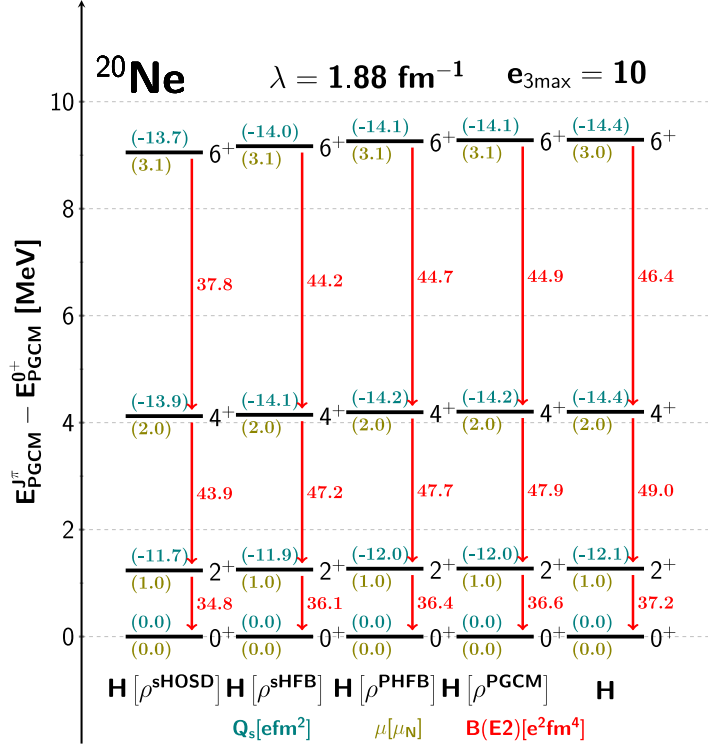 ²⁰Ne λ = 1.88 fm⁻¹ e₃ₘₐₓ = 10
E^{J^π}_{PGCM} − E^{0⁺}_{PGCM} [MeV]
10
(-13.7) 6⁺ (-14.0) 6⁺ (-14.1) 6⁺ (-14.1) 6⁺ (-14.4) 6⁺
(3.1) (3.1) (3.1) (3.1) (3.0)
8
37.8 44.2 44.7 44.9 46.4
6
(-13.9) 4⁺ (-14.1) 4⁺ (-14.2) 4⁺ (-14.2) 4⁺ (-14.4) 4⁺
4
(2.0) (2.0) (2.0) (2.0) (2.0)
43.9 47.2 47.7 47.9 49.0
2
(-11.7) 2⁺ (-11.9) 2⁺ (-12.0) 2⁺ (-12.0) 2⁺ (-12.1) 2⁺
(1.0) (1.0) (1.0) (1.0) (1.0)
34.8 36.1 36.4 36.6 37.2
(0.0) (0.0) (0.0) (0.0) (0.0)
0 0⁺ 0⁺ 0⁺ 0⁺ 0⁺
(0.0) (0.0) (0.0) (0.0) (0.0)
H [ρ^{sHOSD}] H [ρ^{sHFB}] H [ρ^{PHFB}] H [ρ^{PGCM}] H
Qₛ[efm²] μ[μ_N] B(E2)[e²fm⁴]